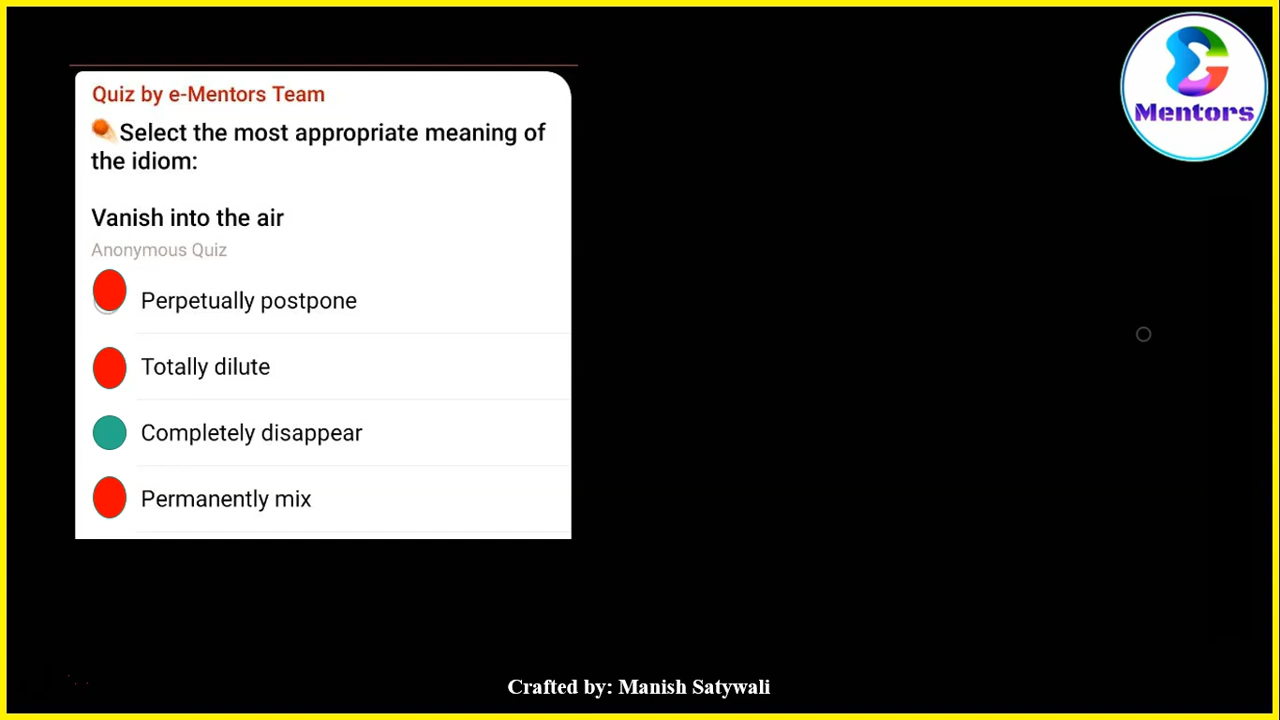 Quiz by e-Mentors Team
Select the most appropriate meaning of
the idiom:
Vanish into the air
Anonymous Quiz
Perpetually postpone
Totally dilute
Completely disappear
Permanently mix
Mentors
Crafted by: Manish Satywali